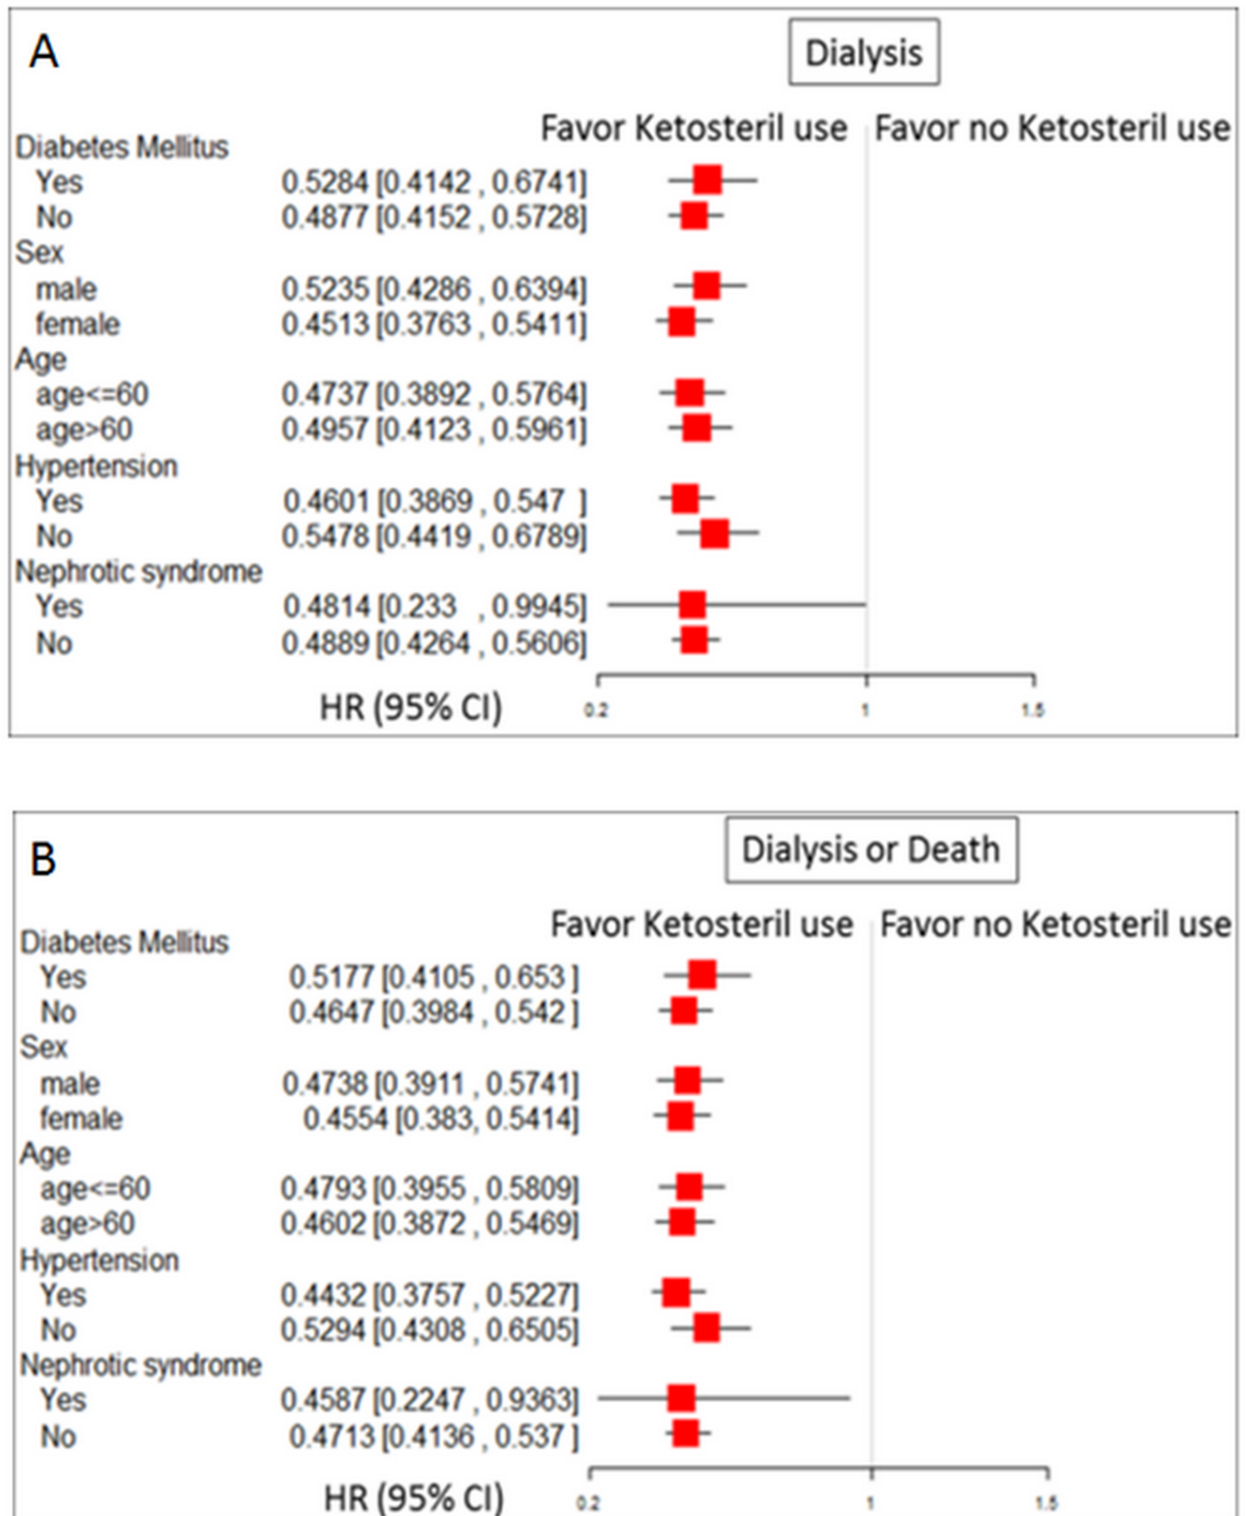 A
Dialysis
Favor Ketosteril use Favor no Ketosteril use
Diabetes Mellitus
Yes 0.5284 [0.4142 , 0.6741]
No 0.4877 [0.4152 , 0.5728]
Sex
male 0.5235 [0.4286 , 0.6394]
female 0.4513 [0.3763 , 0.5411]
Age
age<=60 0.4737 [0.3892 , 0.5764]
age>60 0.4957 [0.4123 , 0.5961]
Hypertension
Yes 0.4601 [0.3869 , 0.547 ]
No 0.5478 [0.4419 , 0.6789]
Nephrotic syndrome
Yes 0.4814 [0.233 , 0.9945]
No 0.4889 [0.4264 , 0.5606]
HR (95% CI) 0.2 1 1.5
B
Dialysis or Death
Favor Ketosteril use Favor no Ketosteril use
Diabetes Mellitus
Yes 0.5177 [0.4105 , 0.653 ]
No 0.4647 [0.3984 , 0.542 ]
Sex
male 0.4738 [0.3911 , 0.5741]
female 0.4554 [0.383, 0.5414]
Age
age<=60 0.4793 [0.3955 , 0.5809]
age>60 0.4602 [0.3872 , 0.5469]
Hypertension
Yes 0.4432 [0.3757 , 0.5227]
No 0.5294 [0.4308 , 0.6505]
Nephrotic syndrome
Yes 0.4587 [0.2247 , 0.9363]
No 0.4713 [0.4136 , 0.537 ]
HR (95% CI) 0.2 1 1.5